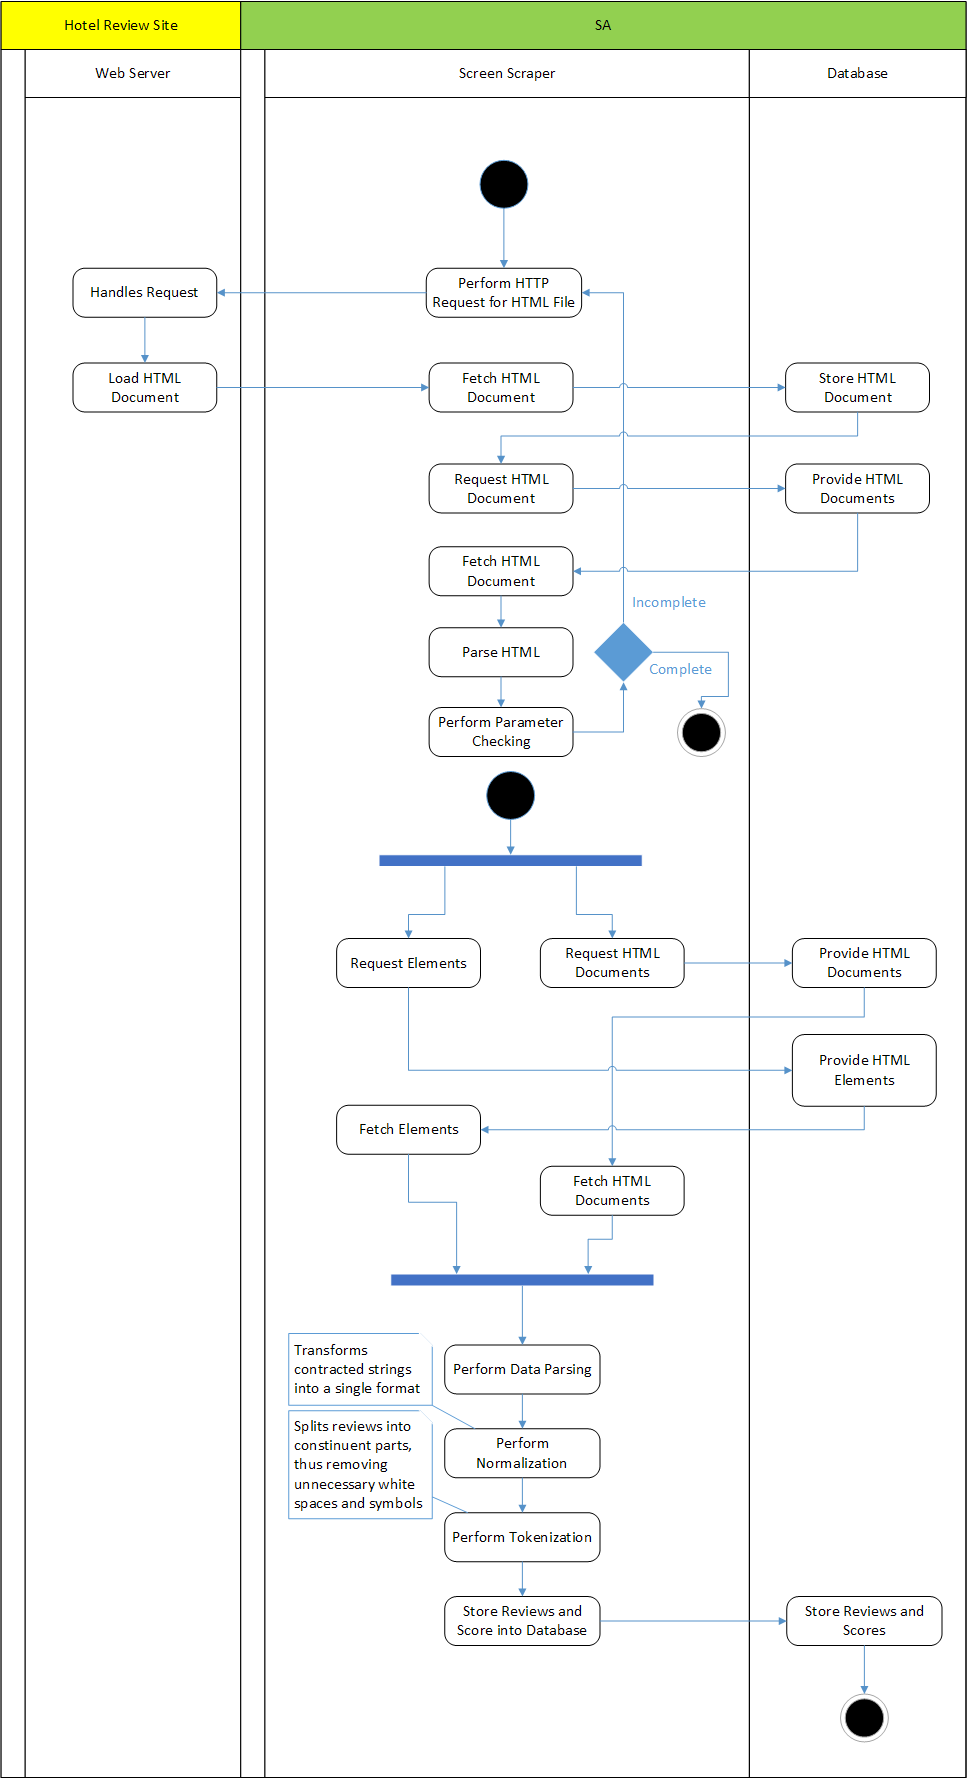 Hotel Review Site
SA
Web Server
Screen Scraper
Database
Handles Request
Perform HTTP
Request for HTML File
Load HTML
Document
Fetch HTML
Document
Store HTML
Document
Request HTML
Document
Provide HTML
Documents
Fetch HTML
Document
Incomplete
Parse HTML
Complete
Perform Parameter
Checking
Request Elements
Request HTML
Documents
Provide HTML
Documents
Provide HTML
Elements
Fetch Elements
Fetch HTML
Documents
Transforms
contracted strings
into a single format
Perform Data Parsing
Splits reviews into
constinuent parts,
thus removing
unnecessary white
spaces and symbols
Perform
Normalization
Perform Tokenization
Store Reviews and
Score into Database
Store Reviews and
Scores